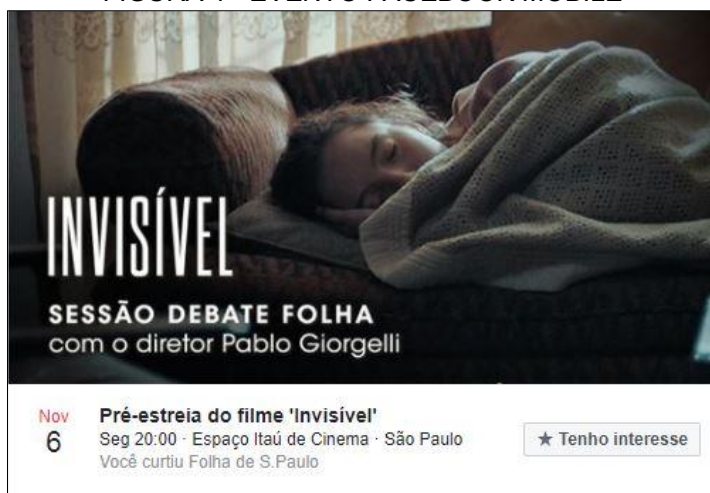 INVISÍVEL
SESSÃO DEBATE FOLHA
com o diretor Pablo Giorgelli
Nov
6
Pré-estreia do filme 'Invisível'
Seg 20:00 · Espaço Itaú de Cinema · São Paulo
Você curtiu Folha de S.Paulo
★ Tenho interesse